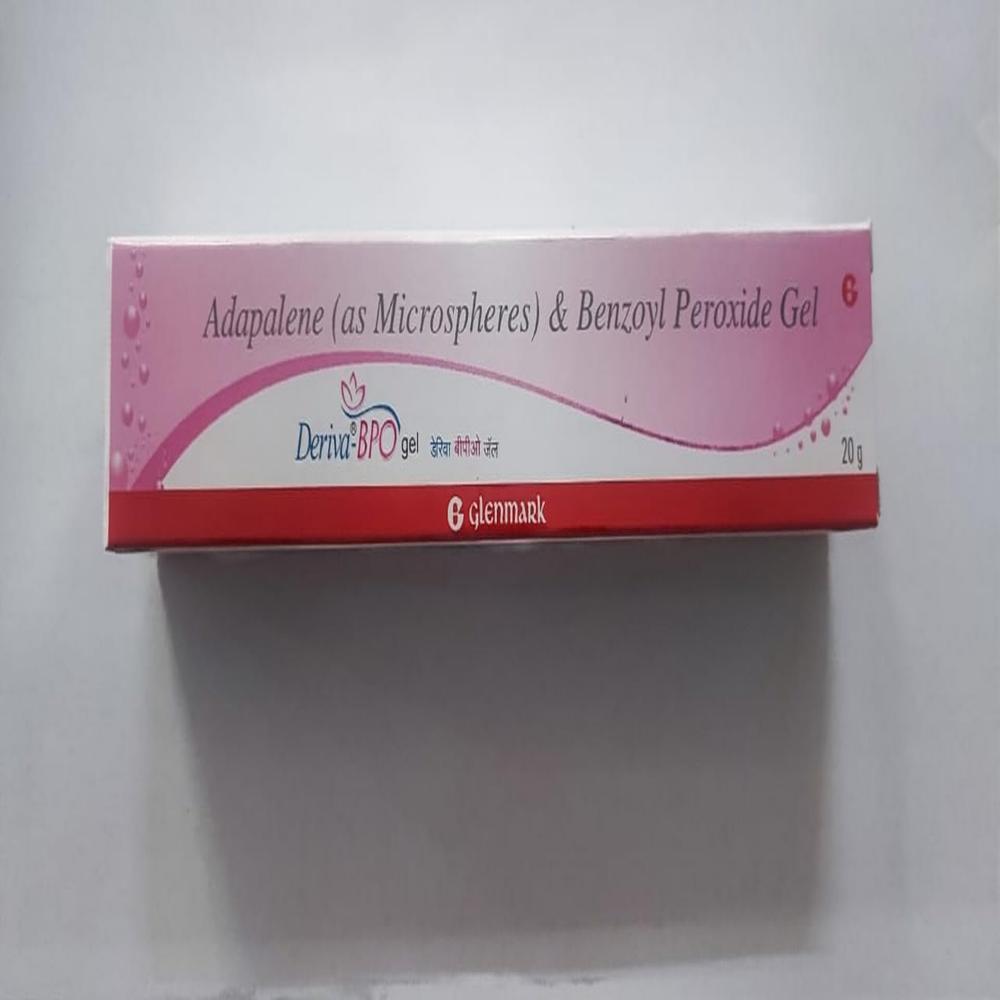 Adapalene (as Microspheres) & Benzoyl Peroxide Gel
Deriva®-BPO gel डेरिवा बीपीओ जॅल
20 g
glenmark